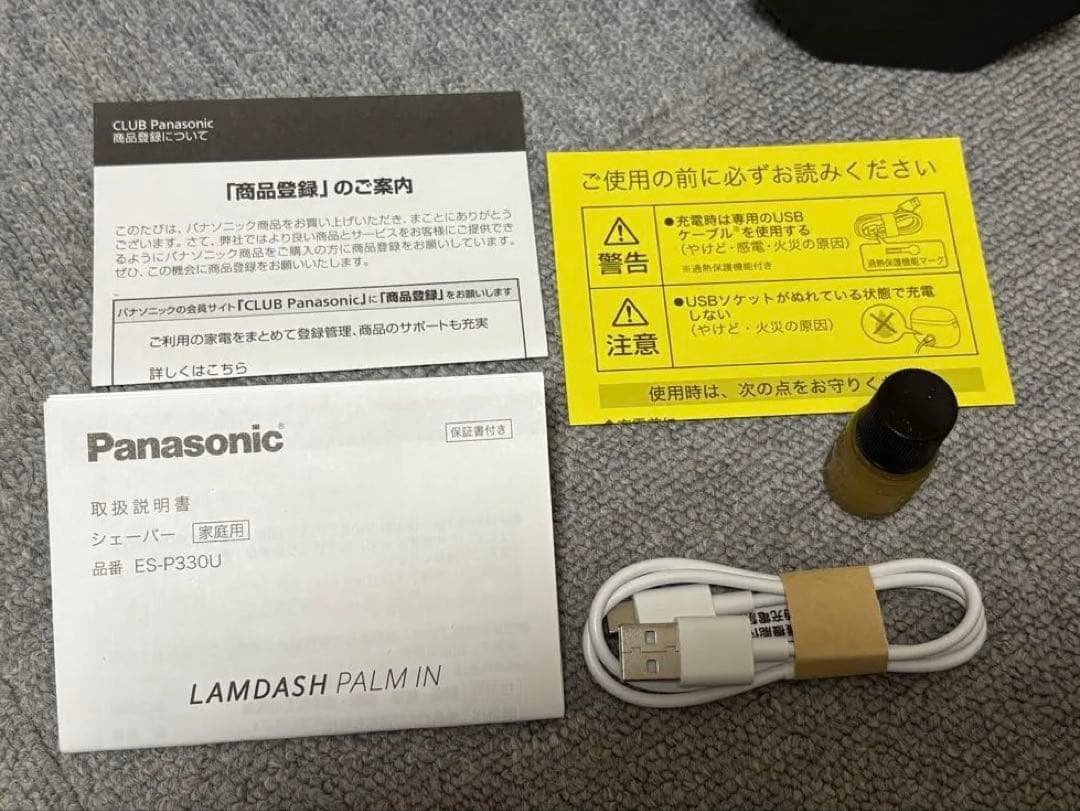 CLUB Panasonic
商品登録について
「商品登録」のご案内
このたびは、パナソニック商品をお買い上げいただき、まことにありがとう
ございます。さて、弊社ではより良い商品とサービスをお客様にご提供でき
るようにパナソニック商品をご購入の方に商品登録をお願いしています。
ぜひ、この機会に商品登録をお願いいたします。
パナソニックの会員サイト「CLUB Panasonic」に「商品登録」をお願いします
ご利用の家電をまとめて登録管理、商品のサポートも充実
詳しくはこちら
ご使用の前に必ずお読みください
警告
●充電時は専用のUSB
ケーブル※を使用する
(やけど・感電・火災の原因)
※過熱保護機能付き
過熱保護機能マーク
注意
●USBソケットがぬれている状態で充電
しない
(やけど・火災の原因)
使用時は、次の点をお守りく
Panasonic®
保証書付き
取扱説明書
シェーバー 家庭用
品番 ES-P330U
LAMDASH PALM IN